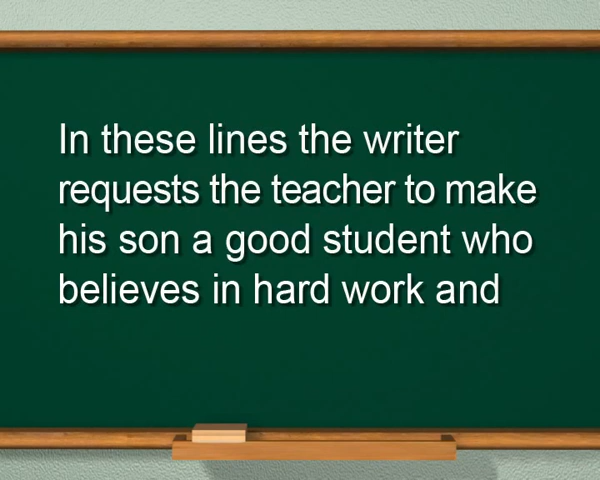 In these lines the writer
requests the teacher to make
his son a good student who
believes in hard work and